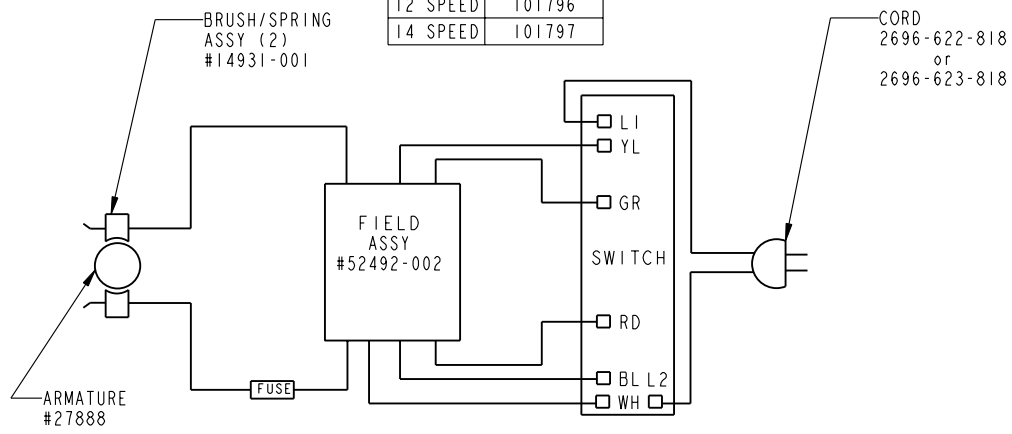 BRUSH/SPRING
ASSY (2)
#14931-001
12 SPEED 101796
14 SPEED 101797
CORD
2696-622-818
or
2696-623-818
L1
YL
GR
FIELD
ASSY
#52492-002
SWITCH
RD
BL L2
WH
FUSE
ARMATURE
#27888